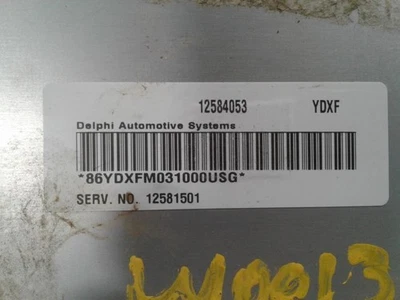 12584053 YDXF
Delphi Automotive Systems
*86YDXFM031000USG*
SERV. NO. 12581501